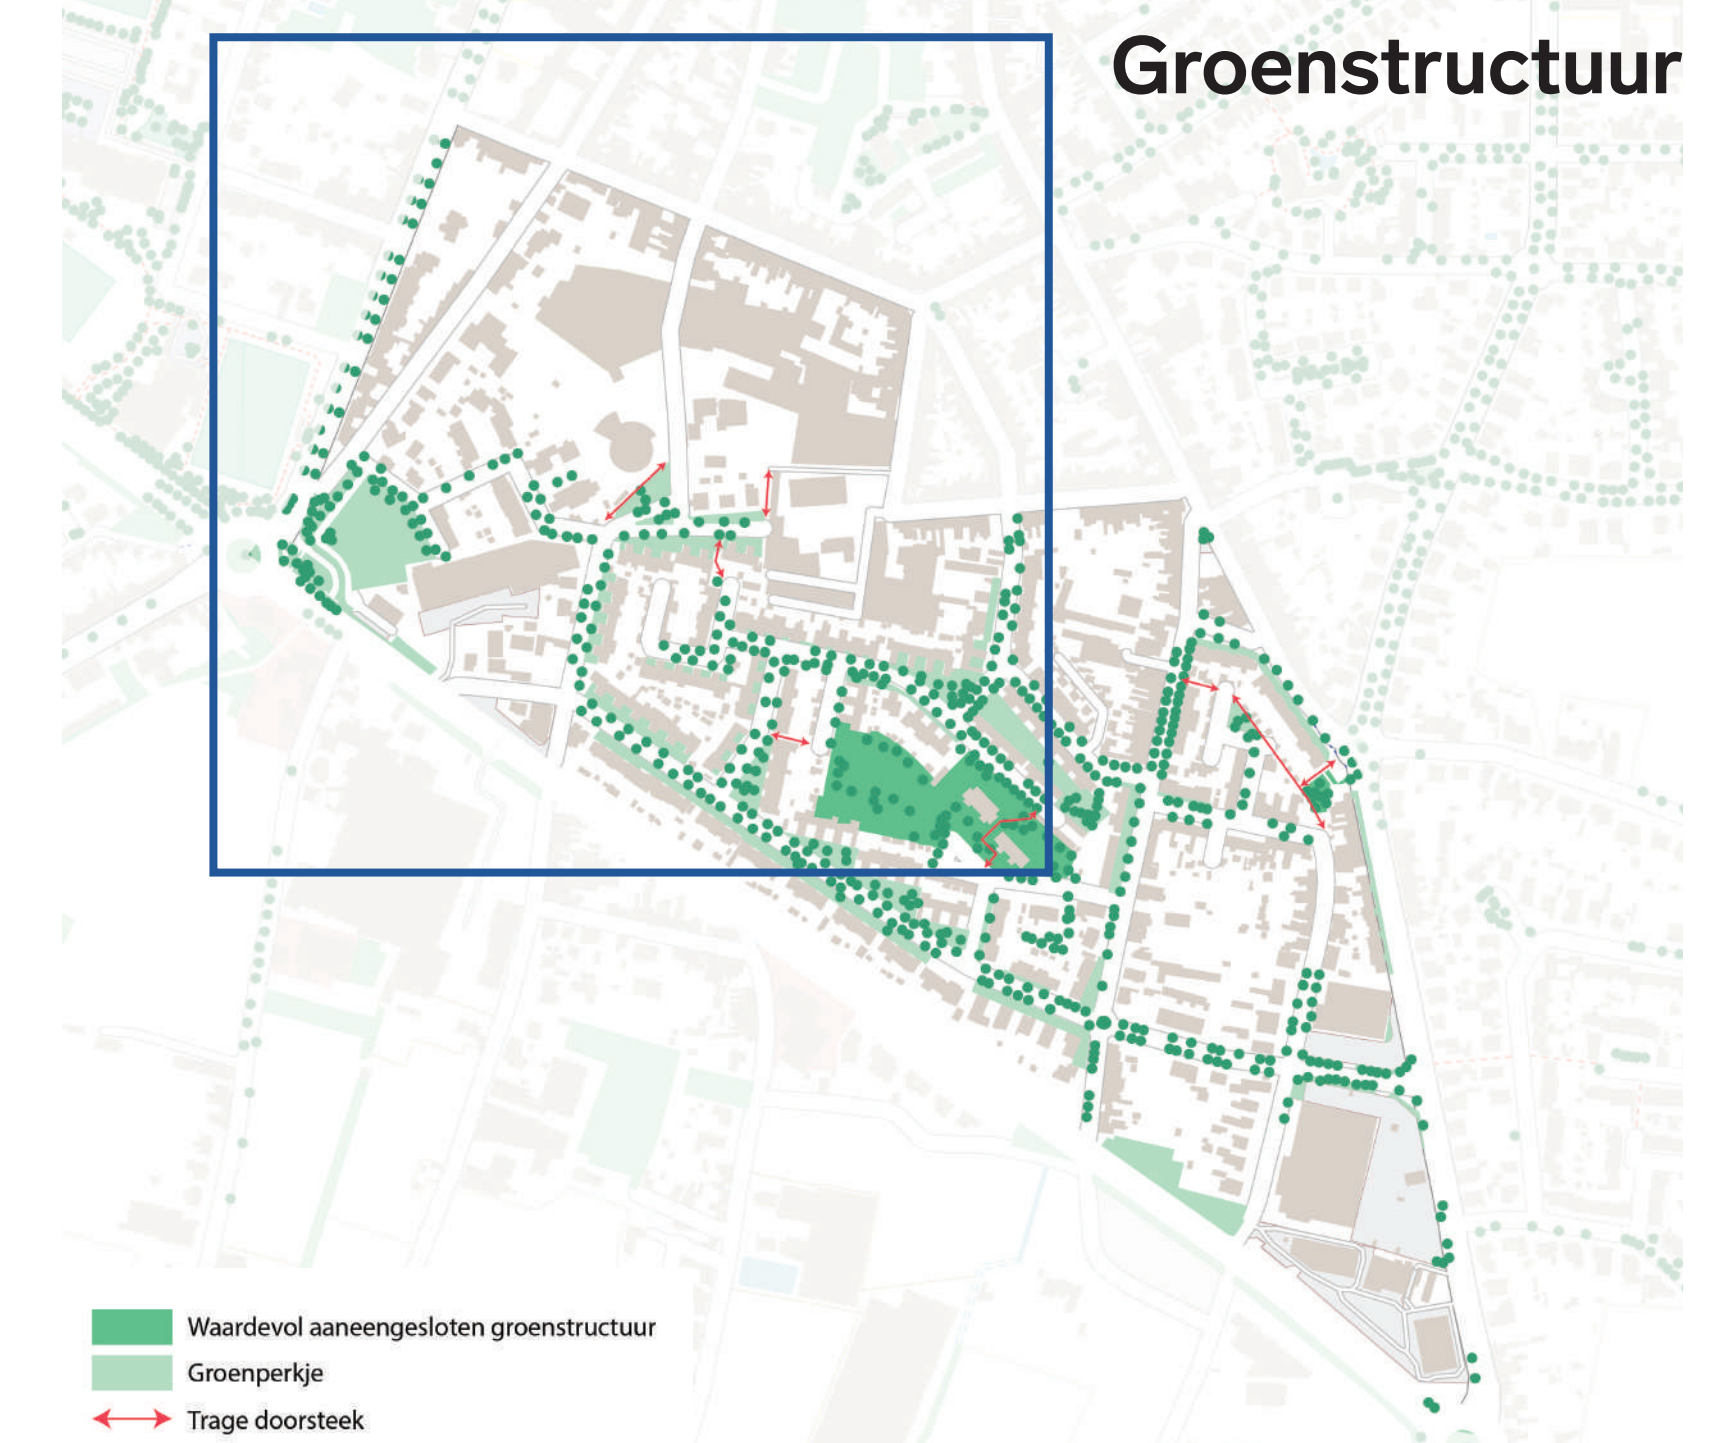 Groenstructuur
Waardevol aaneengesloten groenstructuur
Groenperkje
Trage doorsteek